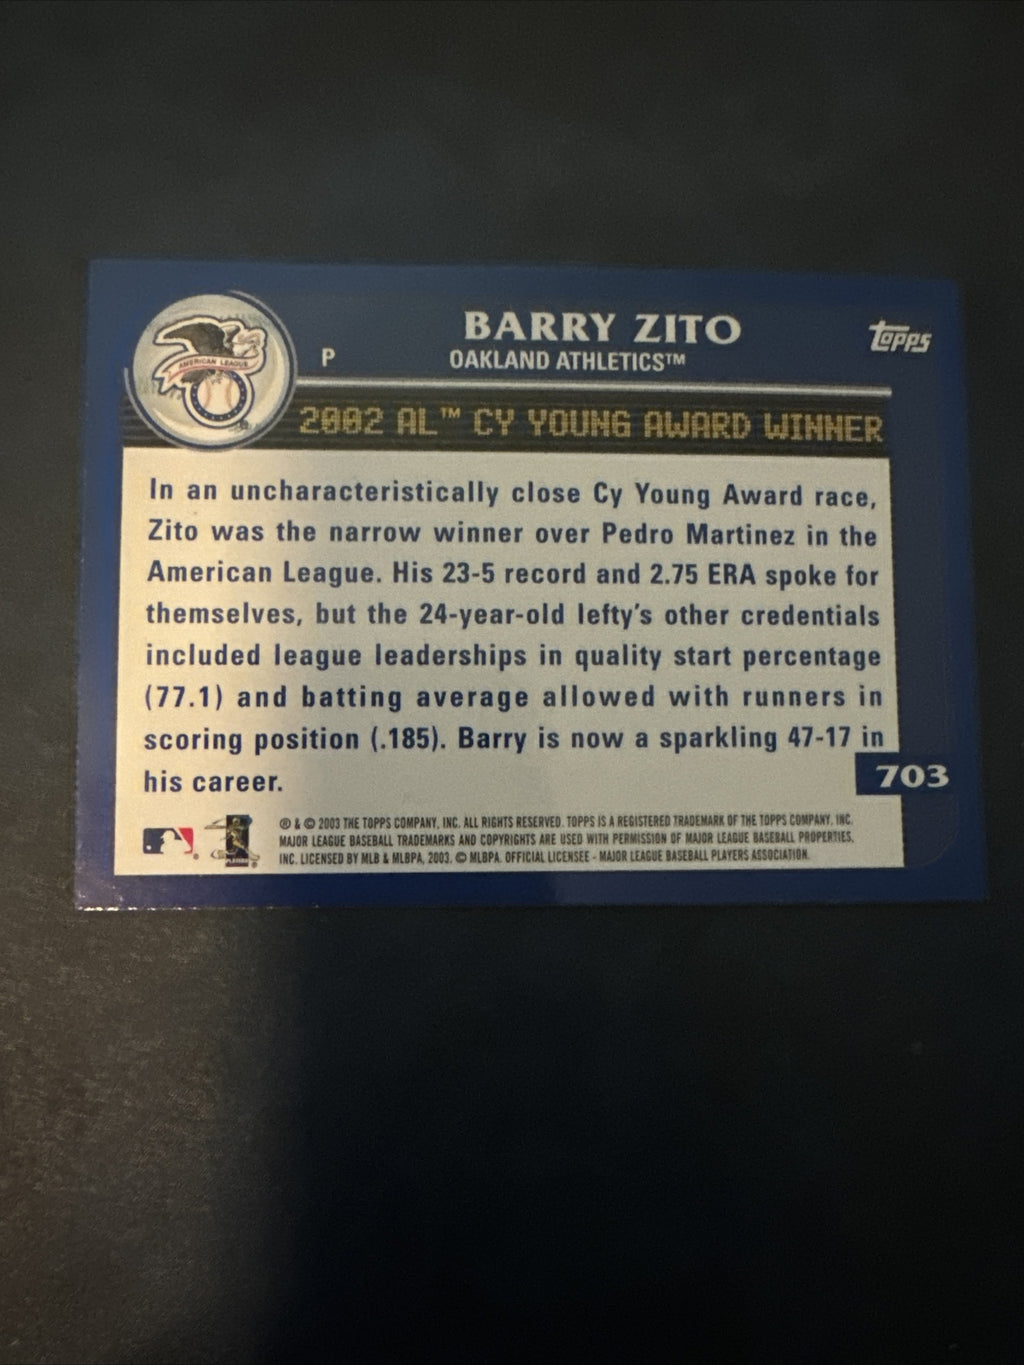 BARRY ZITO
Topps
P
OAKLAND ATHLETICS™
AMERICAN LEAGUE
2002 AL™ CY YOUNG AWARD WINNER
In an uncharacteristically close Cy Young Award race,
Zito was the narrow winner over Pedro Martinez in the
American League. His 23-5 record and 2.75 ERA spoke for
themselves, but the 24-year-old lefty's other credentials
included league leaderships in quality start percentage
(77.1) and batting average allowed with runners in
scoring position (.185). Barry is now a sparkling 47-17 in
his career.
703
® & © 2003 THE TOPPS COMPANY, INC. ALL RIGHTS RESERVED. TOPPS IS A REGISTERED TRADEMARK OF THE TOPPS COMPANY, INC.
MAJOR LEAGUE BASEBALL TRADEMARKS AND COPYRIGHTS ARE USED WITH PERMISSION OF MAJOR LEAGUE BASEBALL PROPERTIES,
INC. LICENSED BY MLB & MLBPA, 2003. © MLBPA. OFFICIAL LICENSEE - MAJOR LEAGUE BASEBALL PLAYERS ASSOCIATION.
PLAYERS